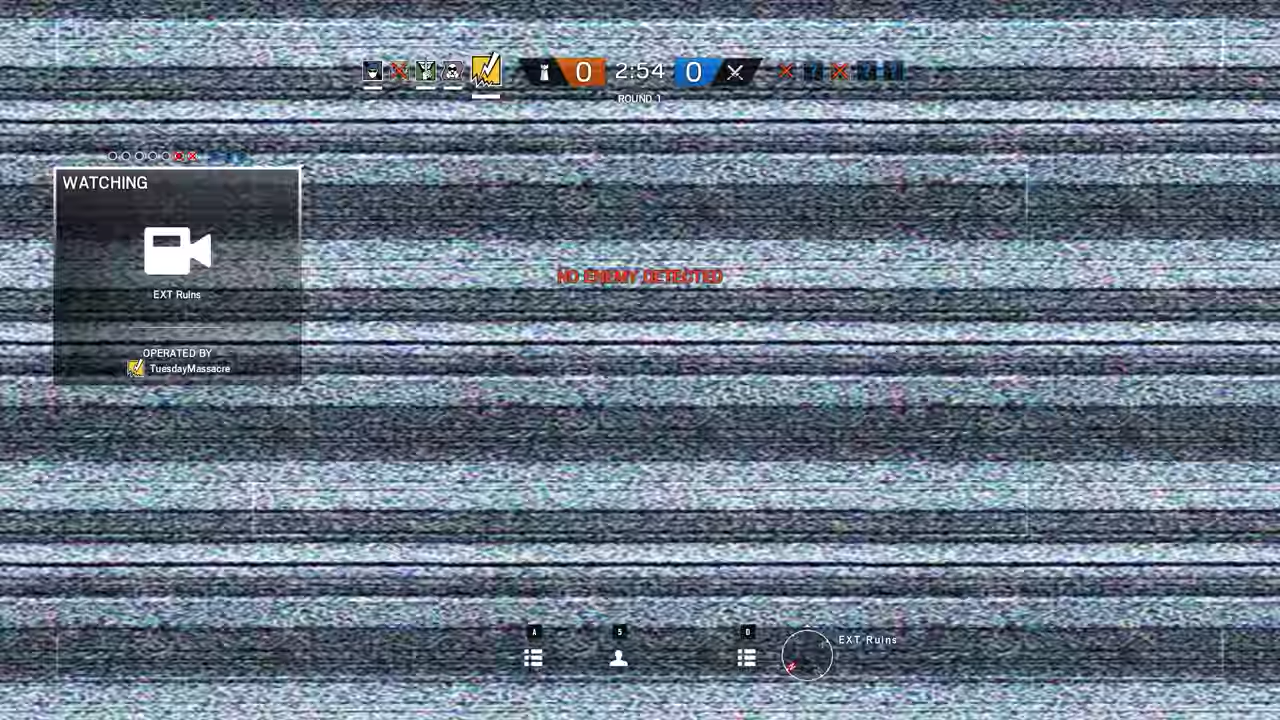 0 2:54 0
ROUND 1
WATCHING
EXT Ruins
OPERATED BY
TuesdayMassacre
NO ENEMY DETECTED
A S D
EXT Ruins